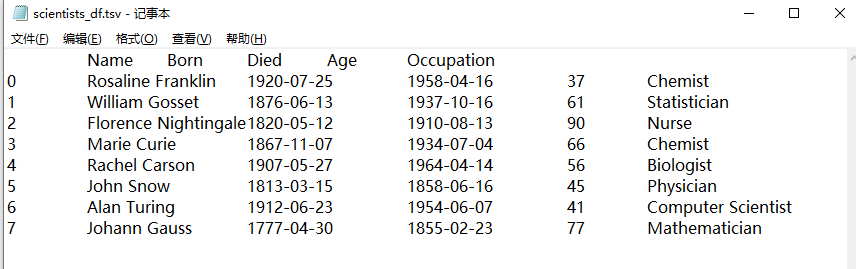 scientists_df.tsv - 记事本
文件(F) 编辑(E) 格式(O) 查看(V) 帮助(H)
Name Born Died Age Occupation
0 Rosaline Franklin 1920-07-25 1958-04-16 37 Chemist
1 William Gosset 1876-06-13 1937-10-16 61 Statistician
2 Florence Nightingale 1820-05-12 1910-08-13 90 Nurse
3 Marie Curie 1867-11-07 1934-07-04 66 Chemist
4 Rachel Carson 1907-05-27 1964-04-14 56 Biologist
5 John Snow 1813-03-15 1858-06-16 45 Physician
6 Alan Turing 1912-06-23 1954-06-07 41 Computer Scientist
7 Johann Gauss 1777-04-30 1855-02-23 77 Mathematician